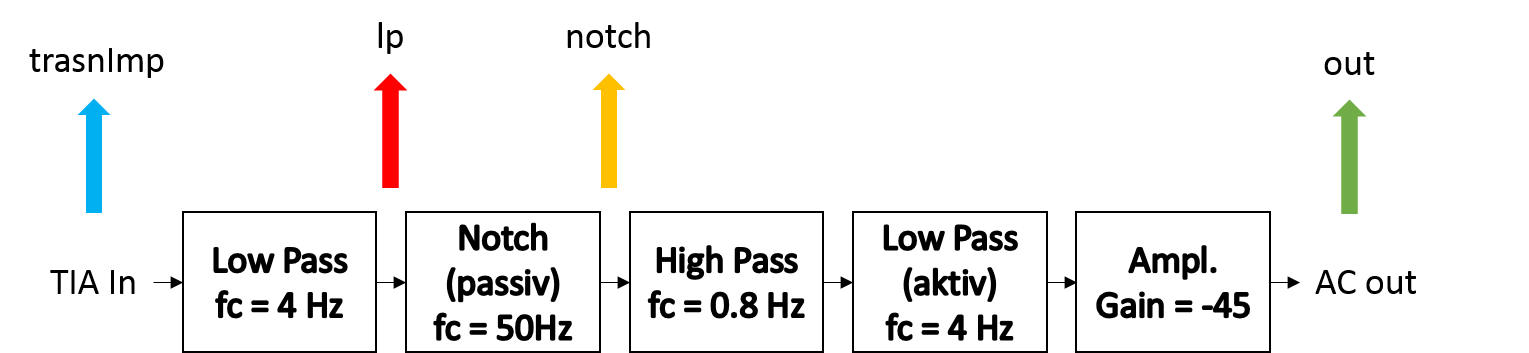 trasnImp
lp
notch
out
TIA In
Low Pass
fc = 4 Hz
Notch
(passiv)
fc = 50Hz
High Pass
fc = 0.8 Hz
Low Pass
(aktiv)
fc = 4 Hz
Ampl.
Gain = -45
AC out